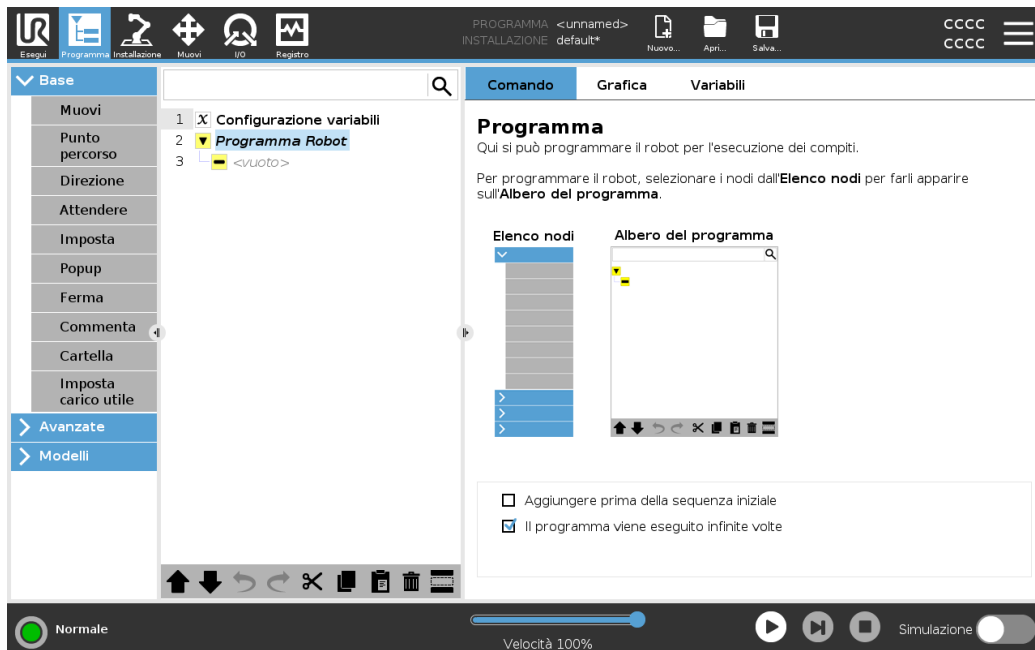 PROGRAMMA <unnamed>
INSTALLAZIONE default*
CCCC
CCCC
Esegui
Programma
Installazione
Muovi
I/O
Registro
Nuovo...
Apri...
Salva...
Base
Muovi
Punto
percorso
Direzione
Attendere
Imposta
Popup
Ferma
Commenta
Cartella
Imposta
carico utile
Avanzate
Modelli
1 x Configurazione variabili
2 Programma Robot
3 <vuoto>
Comando Grafica Variabili
Programma
Qui si può programmare il robot per l'esecuzione dei compiti.
Per programmare il robot, selezionare i nodi dall'Elenco nodi per farli apparire
sull'Albero del programma.
Elenco nodi
Albero del programma
Aggiungere prima della sequenza iniziale
Il programma viene eseguito infinite volte
Normale
Velocità 100%
Simulazione